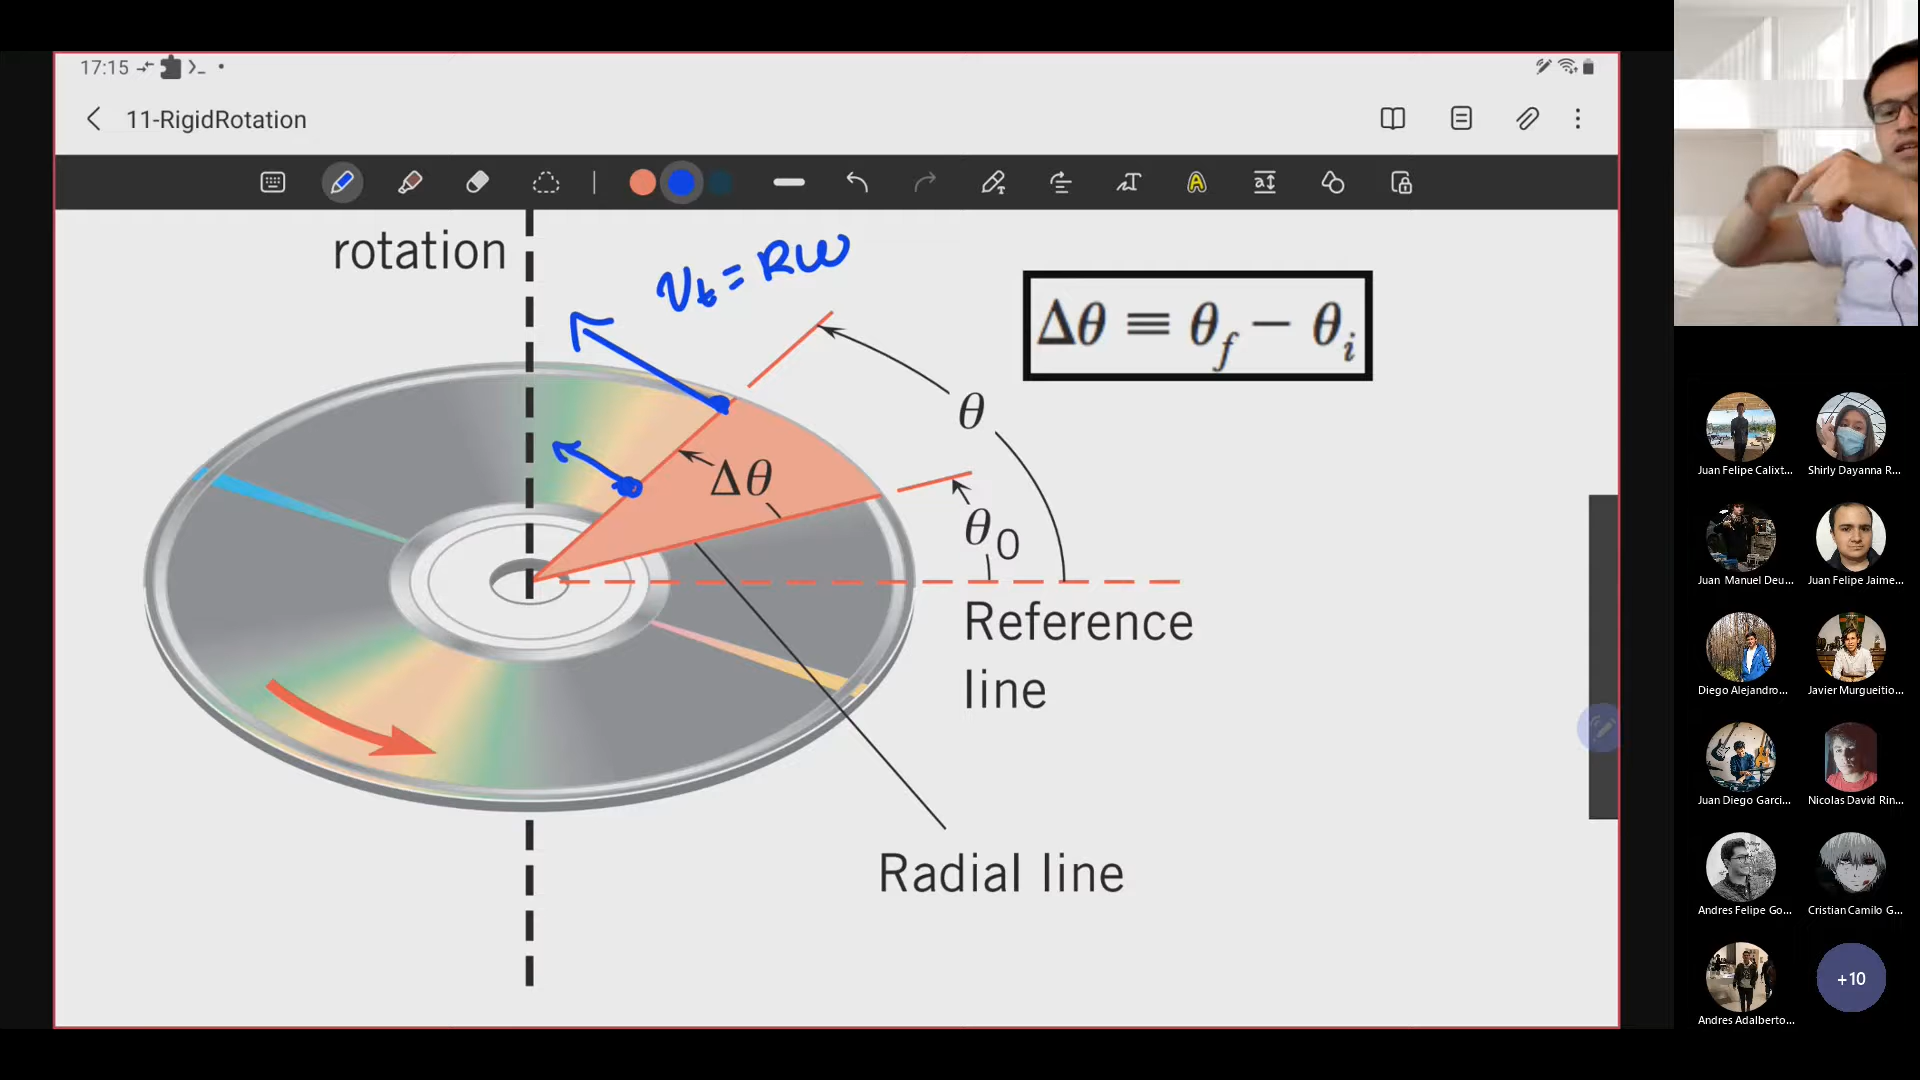 17:15
11-RigidRotation
rotation
v_t = Rω
Δθ ≡ θ_f − θ_i
θ
Δθ
θ_0
Reference
line
Radial line
Juan Felipe Calixt...
Shirly Dayanna R...
Juan Manuel Deu...
Juan Felipe Jaime...
Diego Alejandro...
Javier Murgueitio...
Juan Diego Garci...
Nicolas David Rin...
Andres Felipe Go...
Cristian Camilo G...
Andres Adalberto...
+10